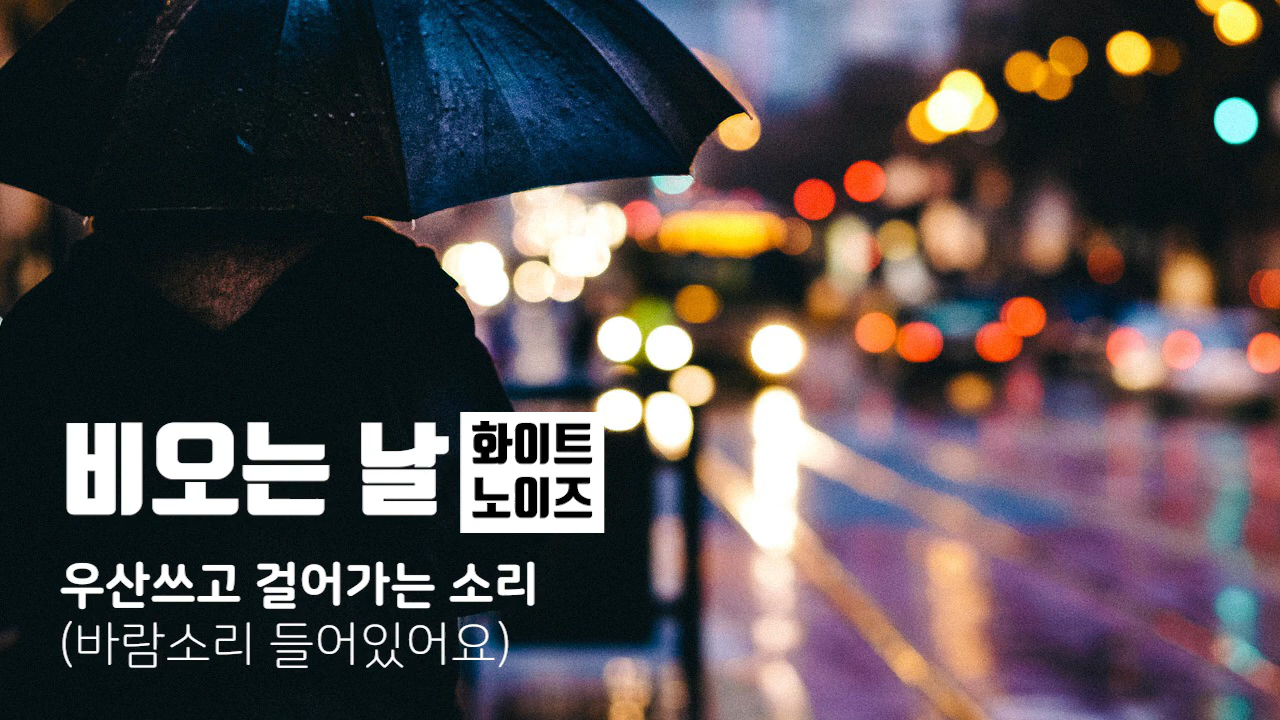 비오는 날
화이트
노이즈
우산쓰고 걸어가는 소리
(바람소리 들어있어요)